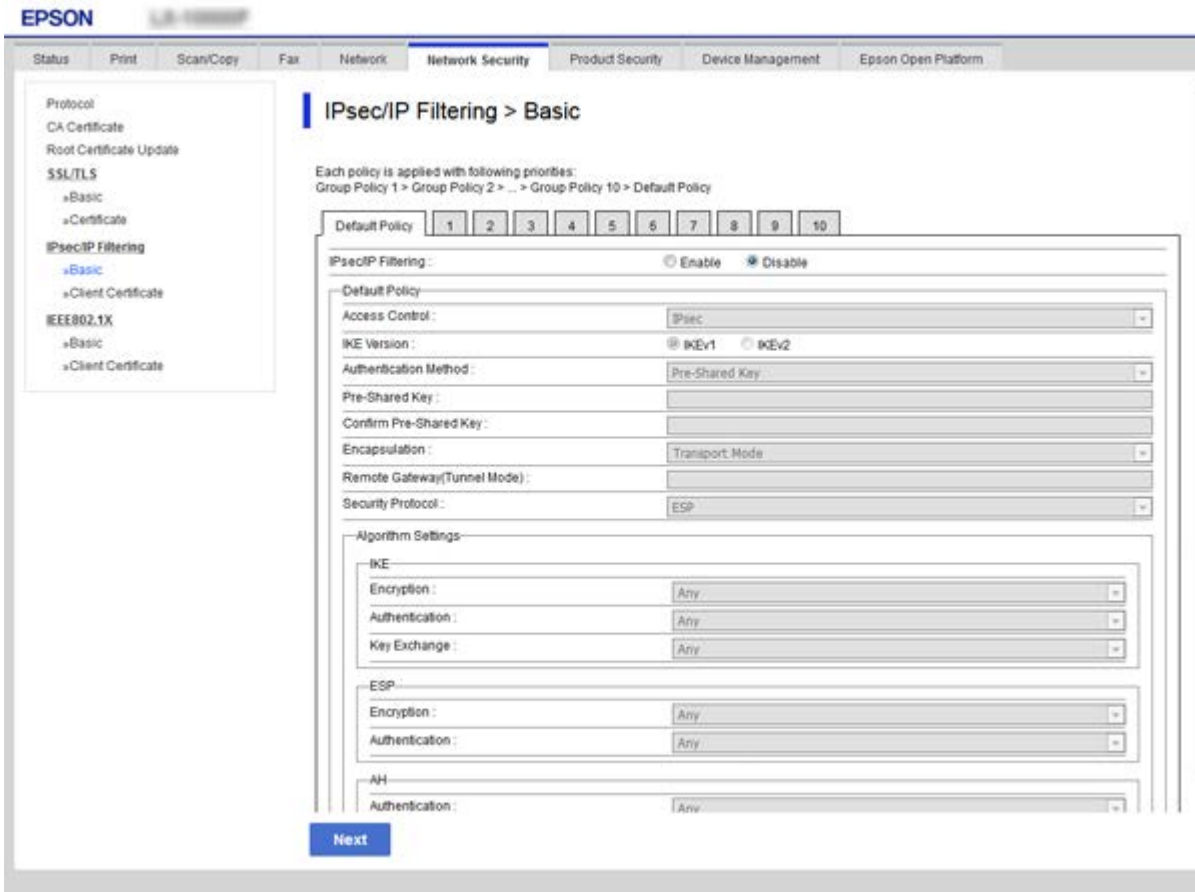 EPSON
Status Print Scan/Copy Fax Network Network Security Product Security Device Management Epson Open Platform
Protocol
CA Certificate
Root Certificate Update
SSL/TLS
»Basic
»Certificate
IPsec/IP Filtering
»Basic
»Client Certificate
IEEE802.1X
»Basic
»Client Certificate
IPsec/IP Filtering > Basic
Each policy is applied with following priorities:
Group Policy 1 > Group Policy 2 > ... > Group Policy 10 > Default Policy
Default Policy 1 2 3 4 5 6 7 8 9 10
IPsec/IP Filtering : Enable Disable
Default Policy
Access Control : IPsec
IKE Version : IKEv1 IKEv2
Authentication Method : Pre-Shared Key
Pre-Shared Key :
Confirm Pre-Shared Key :
Encapsulation : Transport Mode
Remote Gateway(Tunnel Mode) :
Security Protocol : ESP
Algorithm Settings
IKE
Encryption : Any
Authentication : Any
Key Exchange : Any
ESP
Encryption : Any
Authentication : Any
AH
Authentication : Any
Next